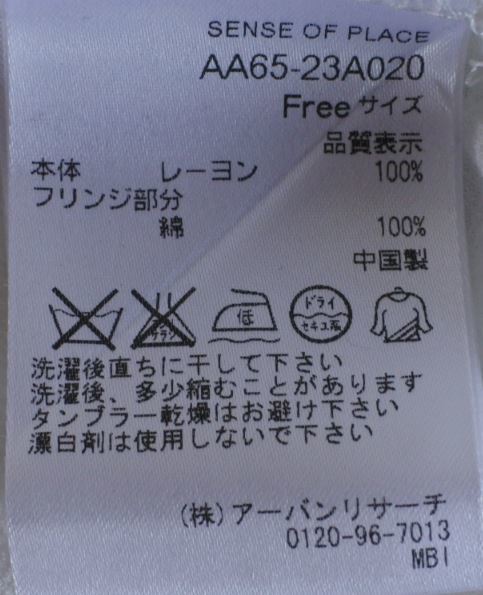 SENSE OF PLACE
AA65-23A020
Freeサイズ
品質表示
本体 レーヨン 100%
フリンジ部分
綿 100%
中国製
低 ドライ
セキユ系
洗濯後直ちに干して下さい
洗濯後、多少縮むことがあります
タンブラー乾燥はお避け下さい
漂白剤は使用しないで下さい
(株)アーバンリサーチ
0120-96-7013
MBI